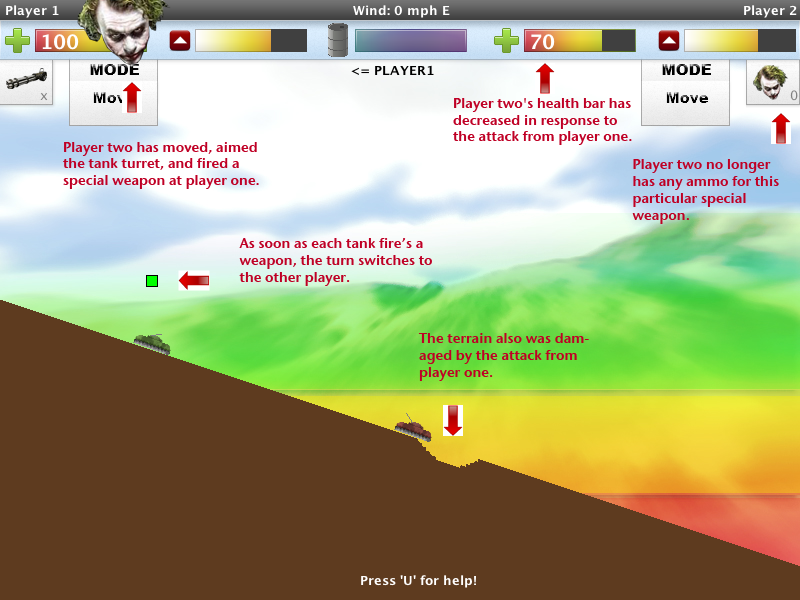 Player 1
Wind: 0 mph E
Player 2
100
70
MODE
Mov
x
<= PLAYER1
MODE
Move
0
Player two's health bar has
decreased in response to
the attack from player one.
Player two has moved, aimed
the tank turret, and fired a
special weapon at player one.
Player two no longer
has any ammo for this
particular special
weapon.
As soon as each tank fire's a
weapon, the turn switches to
the other player.
The terrain also was dam-
aged by the attack from
player one.
Press 'U' for help!